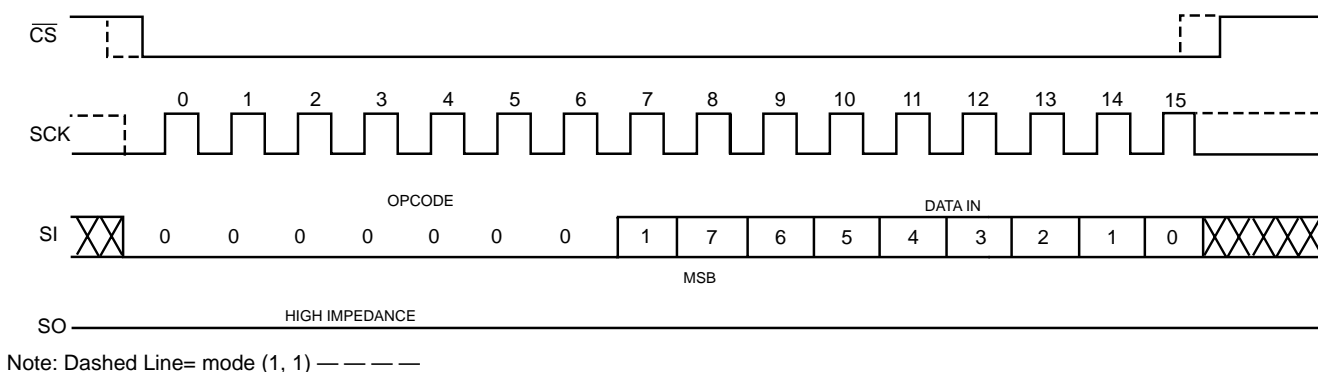 CS
0 1 2 3 4 5 6 7 8 9 10 11 12 13 14 15
SCK
OPCODE DATA IN
SI 0 0 0 0 0 0 0 1 7 6 5 4 3 2 1 0
MSB
HIGH IMPEDANCE
SO
Note: Dashed Line= mode (1, 1) — — — —